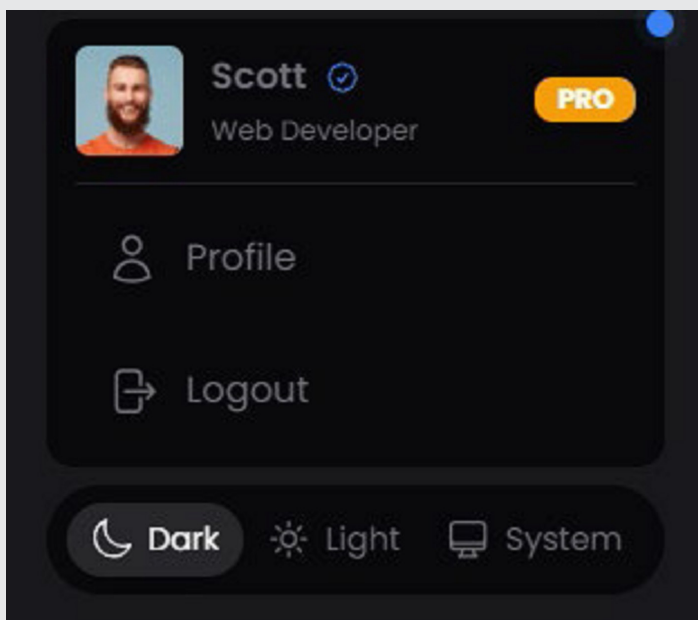 Scott
PRO
Web Developer
Profile
Logout
Dark Light System